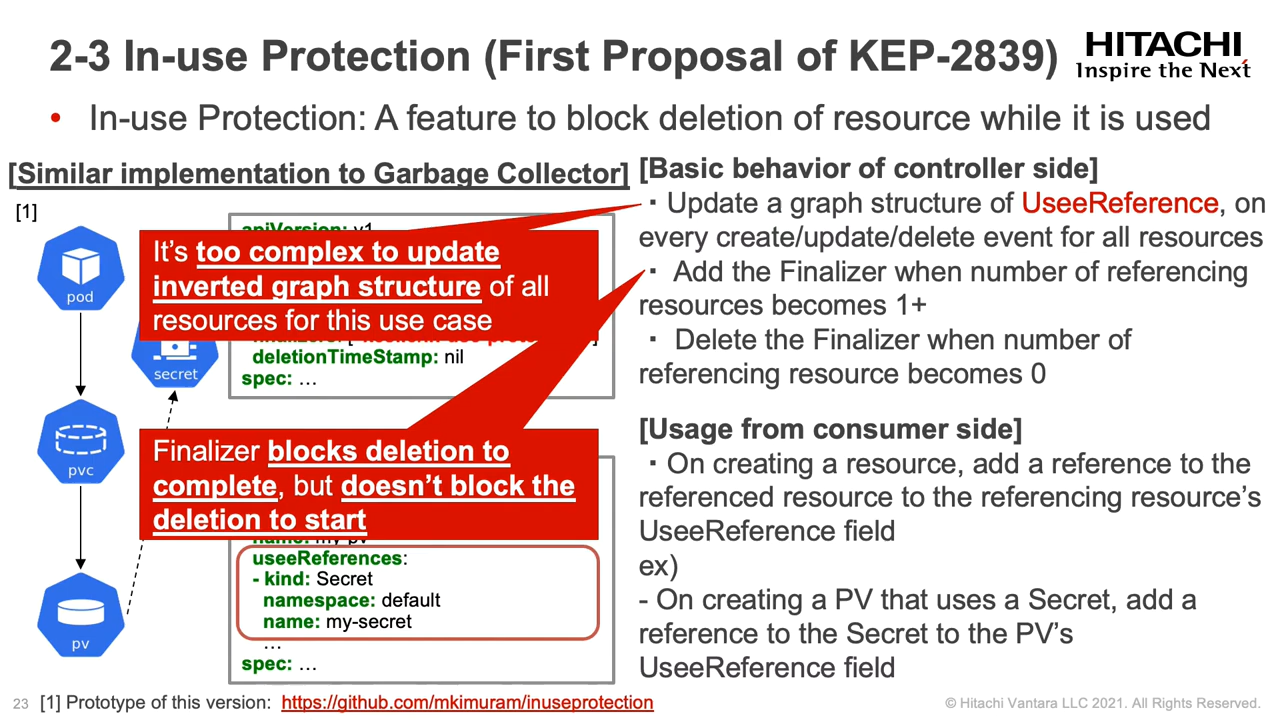 2-3 In-use Protection (First Proposal of KEP-2839)
HITACHI
Inspire the Next
• In-use Protection: A feature to block deletion of resource while it is used
[Similar implementation to Garbage Collector]
[1]
pod
secret
pvc
pv
apiVersion: v1
It's too complex to update
inverted graph structure of all
resources for this use case
deletionTimeStamp: nil
spec: …
Finalizer blocks deletion to
complete, but doesn't block the
deletion to start
name: my-pv
useeReferences:
- kind: Secret
namespace: default
name: my-secret
…
spec: …
[Basic behavior of controller side]
・Update a graph structure of UseeReference, on
every create/update/delete event for all resources
・ Add the Finalizer when number of referencing
resources becomes 1+
・ Delete the Finalizer when number of
referencing resource becomes 0
[Usage from consumer side]
・On creating a resource, add a reference to the
referenced resource to the referencing resource's
UseeReference field
ex)
- On creating a PV that uses a Secret, add a
reference to the Secret to the PV's
UseeReference field
23 [1] Prototype of this version: https://github.com/mkimuram/inuseprotection
© Hitachi Vantara LLC 2021. All Rights Reserved.